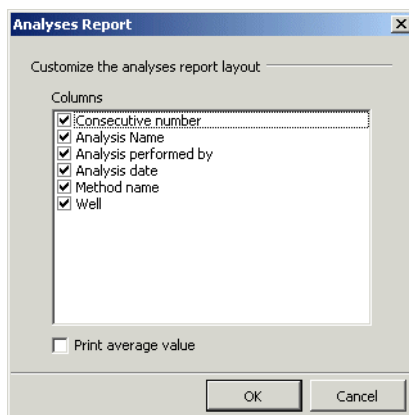 Analyses Report
Customize the analyses report layout
Columns
Consecutive number
Analysis Name
Analysis performed by
Analysis date
Method name
Well
Print average value
OK
Cancel